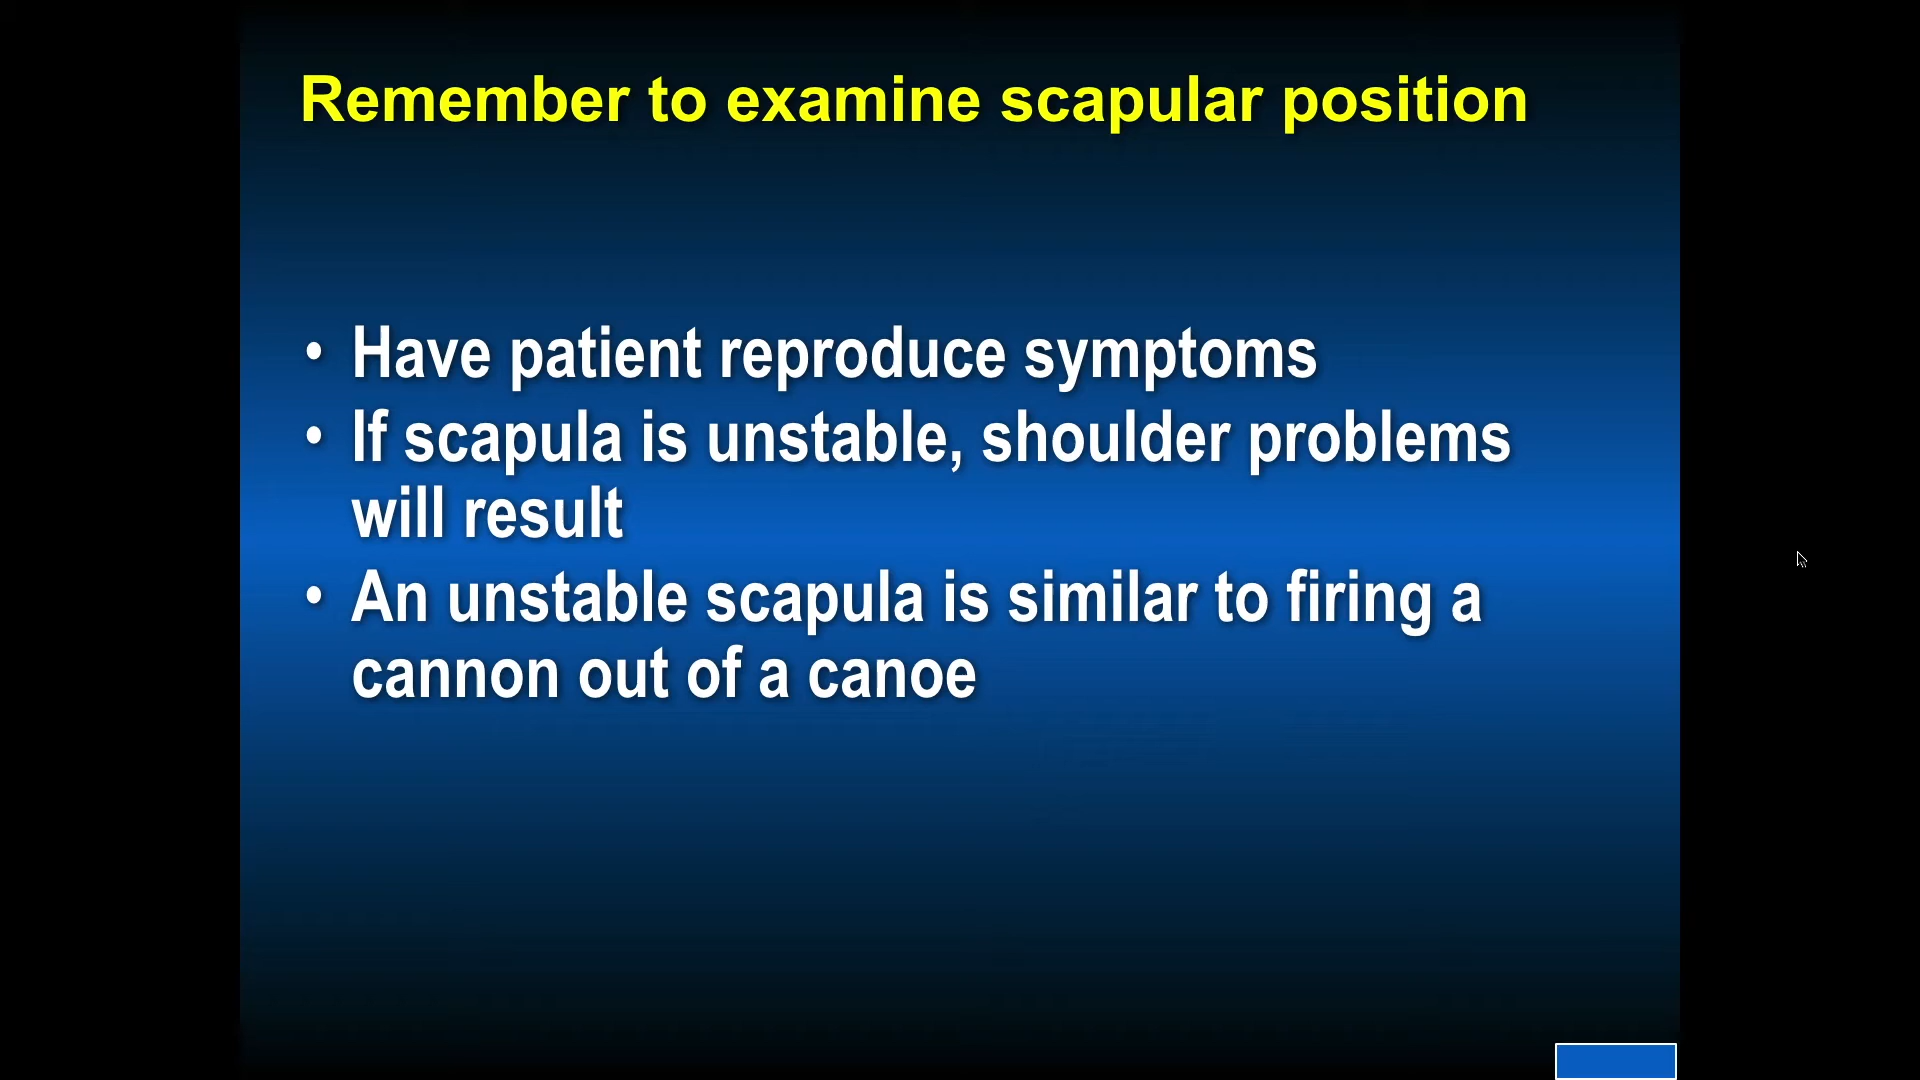 Remember to examine scapular position
• Have patient reproduce symptoms
• If scapula is unstable, shoulder problems
will result
• An unstable scapula is similar to firing a
cannon out of a canoe